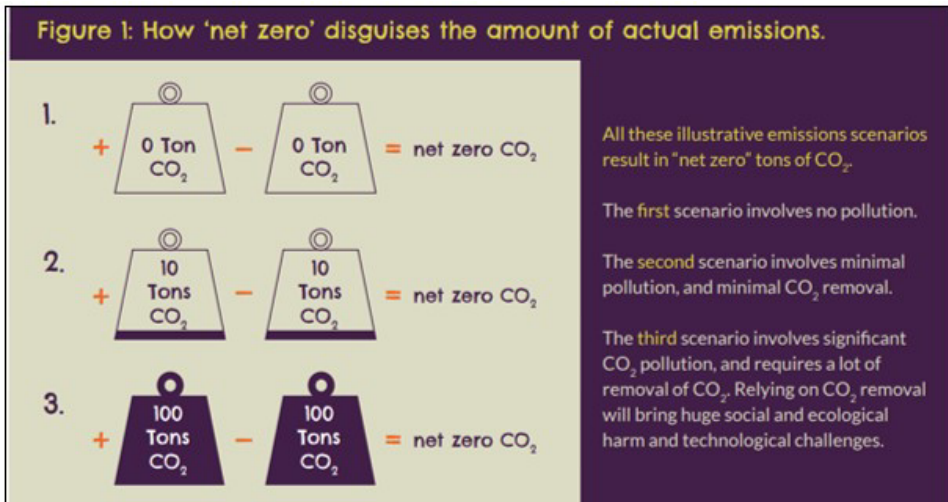 Figure 1: How ‘net zero’ disguises the amount of actual emissions.
1.
+ 0 Ton CO₂ − 0 Ton CO₂ = net zero CO₂
2.
+ 10 Tons CO₂ − 10 Tons CO₂ = net zero CO₂
3.
+ 100 Tons CO₂ − 100 Tons CO₂ = net zero CO₂
All these illustrative emissions scenarios
result in “net zero” tons of CO₂.
The first scenario involves no pollution.
The second scenario involves minimal
pollution, and minimal CO₂ removal.
The third scenario involves significant
CO₂ pollution, and requires a lot of
removal of CO₂. Relying on CO₂ removal
will bring huge social and ecological
harm and technological challenges.